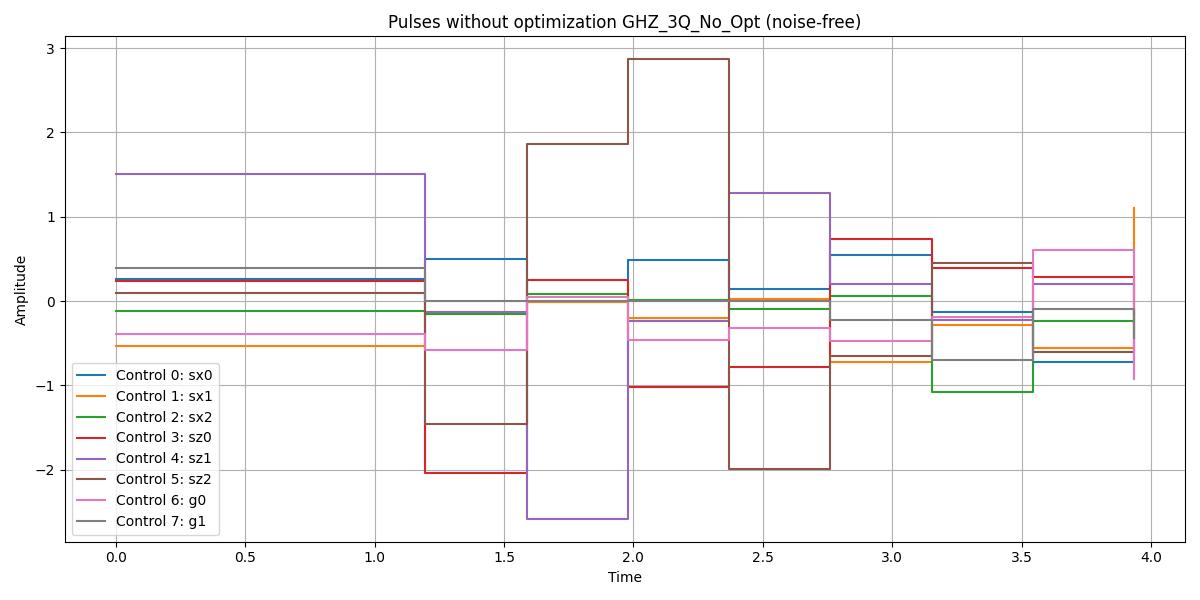 Pulses without optimization GHZ_3Q_No_Opt (noise-free)
3
2
1
0
−1
−2
Amplitude
Control 0: sx0
Control 1: sx1
Control 2: sx2
Control 3: sz0
Control 4: sz1
Control 5: sz2
Control 6: g0
Control 7: g1
0.0 0.5 1.0 1.5 2.0 2.5 3.0 3.5 4.0
Time